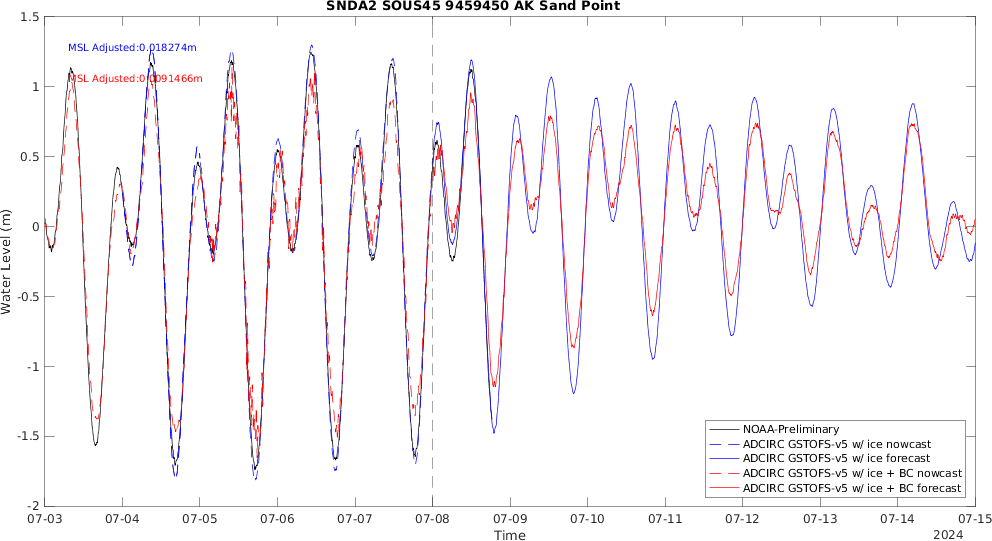 SNDA2 SOUS45 9459450 AK Sand Point
MSL Adjusted:0.018274m
MSL Adjusted:0.0091466m
Water Level (m)
1.5
1
0.5
0
-0.5
-1
-1.5
-2
07-03 07-04 07-05 07-06 07-07 07-08 07-09 07-10 07-11 07-12 07-13 07-14 07-15
Time
2024
NOAA-Preliminary
ADCIRC GSTOFS-v5 w/ ice nowcast
ADCIRC GSTOFS-v5 w/ ice forecast
ADCIRC GSTOFS-v5 w/ ice + BC nowcast
ADCIRC GSTOFS-v5 w/ ice + BC forecast